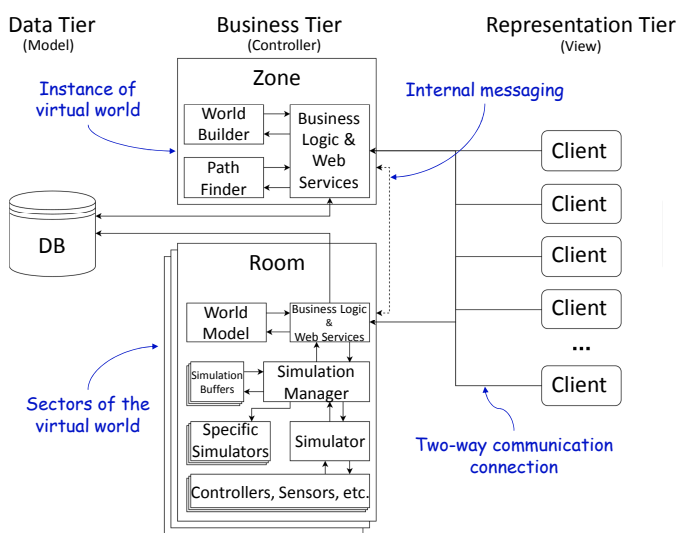 Data Tier
(Model)
Business Tier
(Controller)
Representation Tier
(View)
Instance of
virtual world
Zone
World
Builder
Path
Finder
Business
Logic &
Web
Services
Internal messaging
Client
Client
Client
Client
...
Client
DB
Room
World
Model
Business Logic
&
Web Services
Simulation
Buffers
Simulation
Manager
Specific
Simulators
Simulator
Controllers, Sensors, etc.
Sectors of the
virtual world
Two-way communication
connection